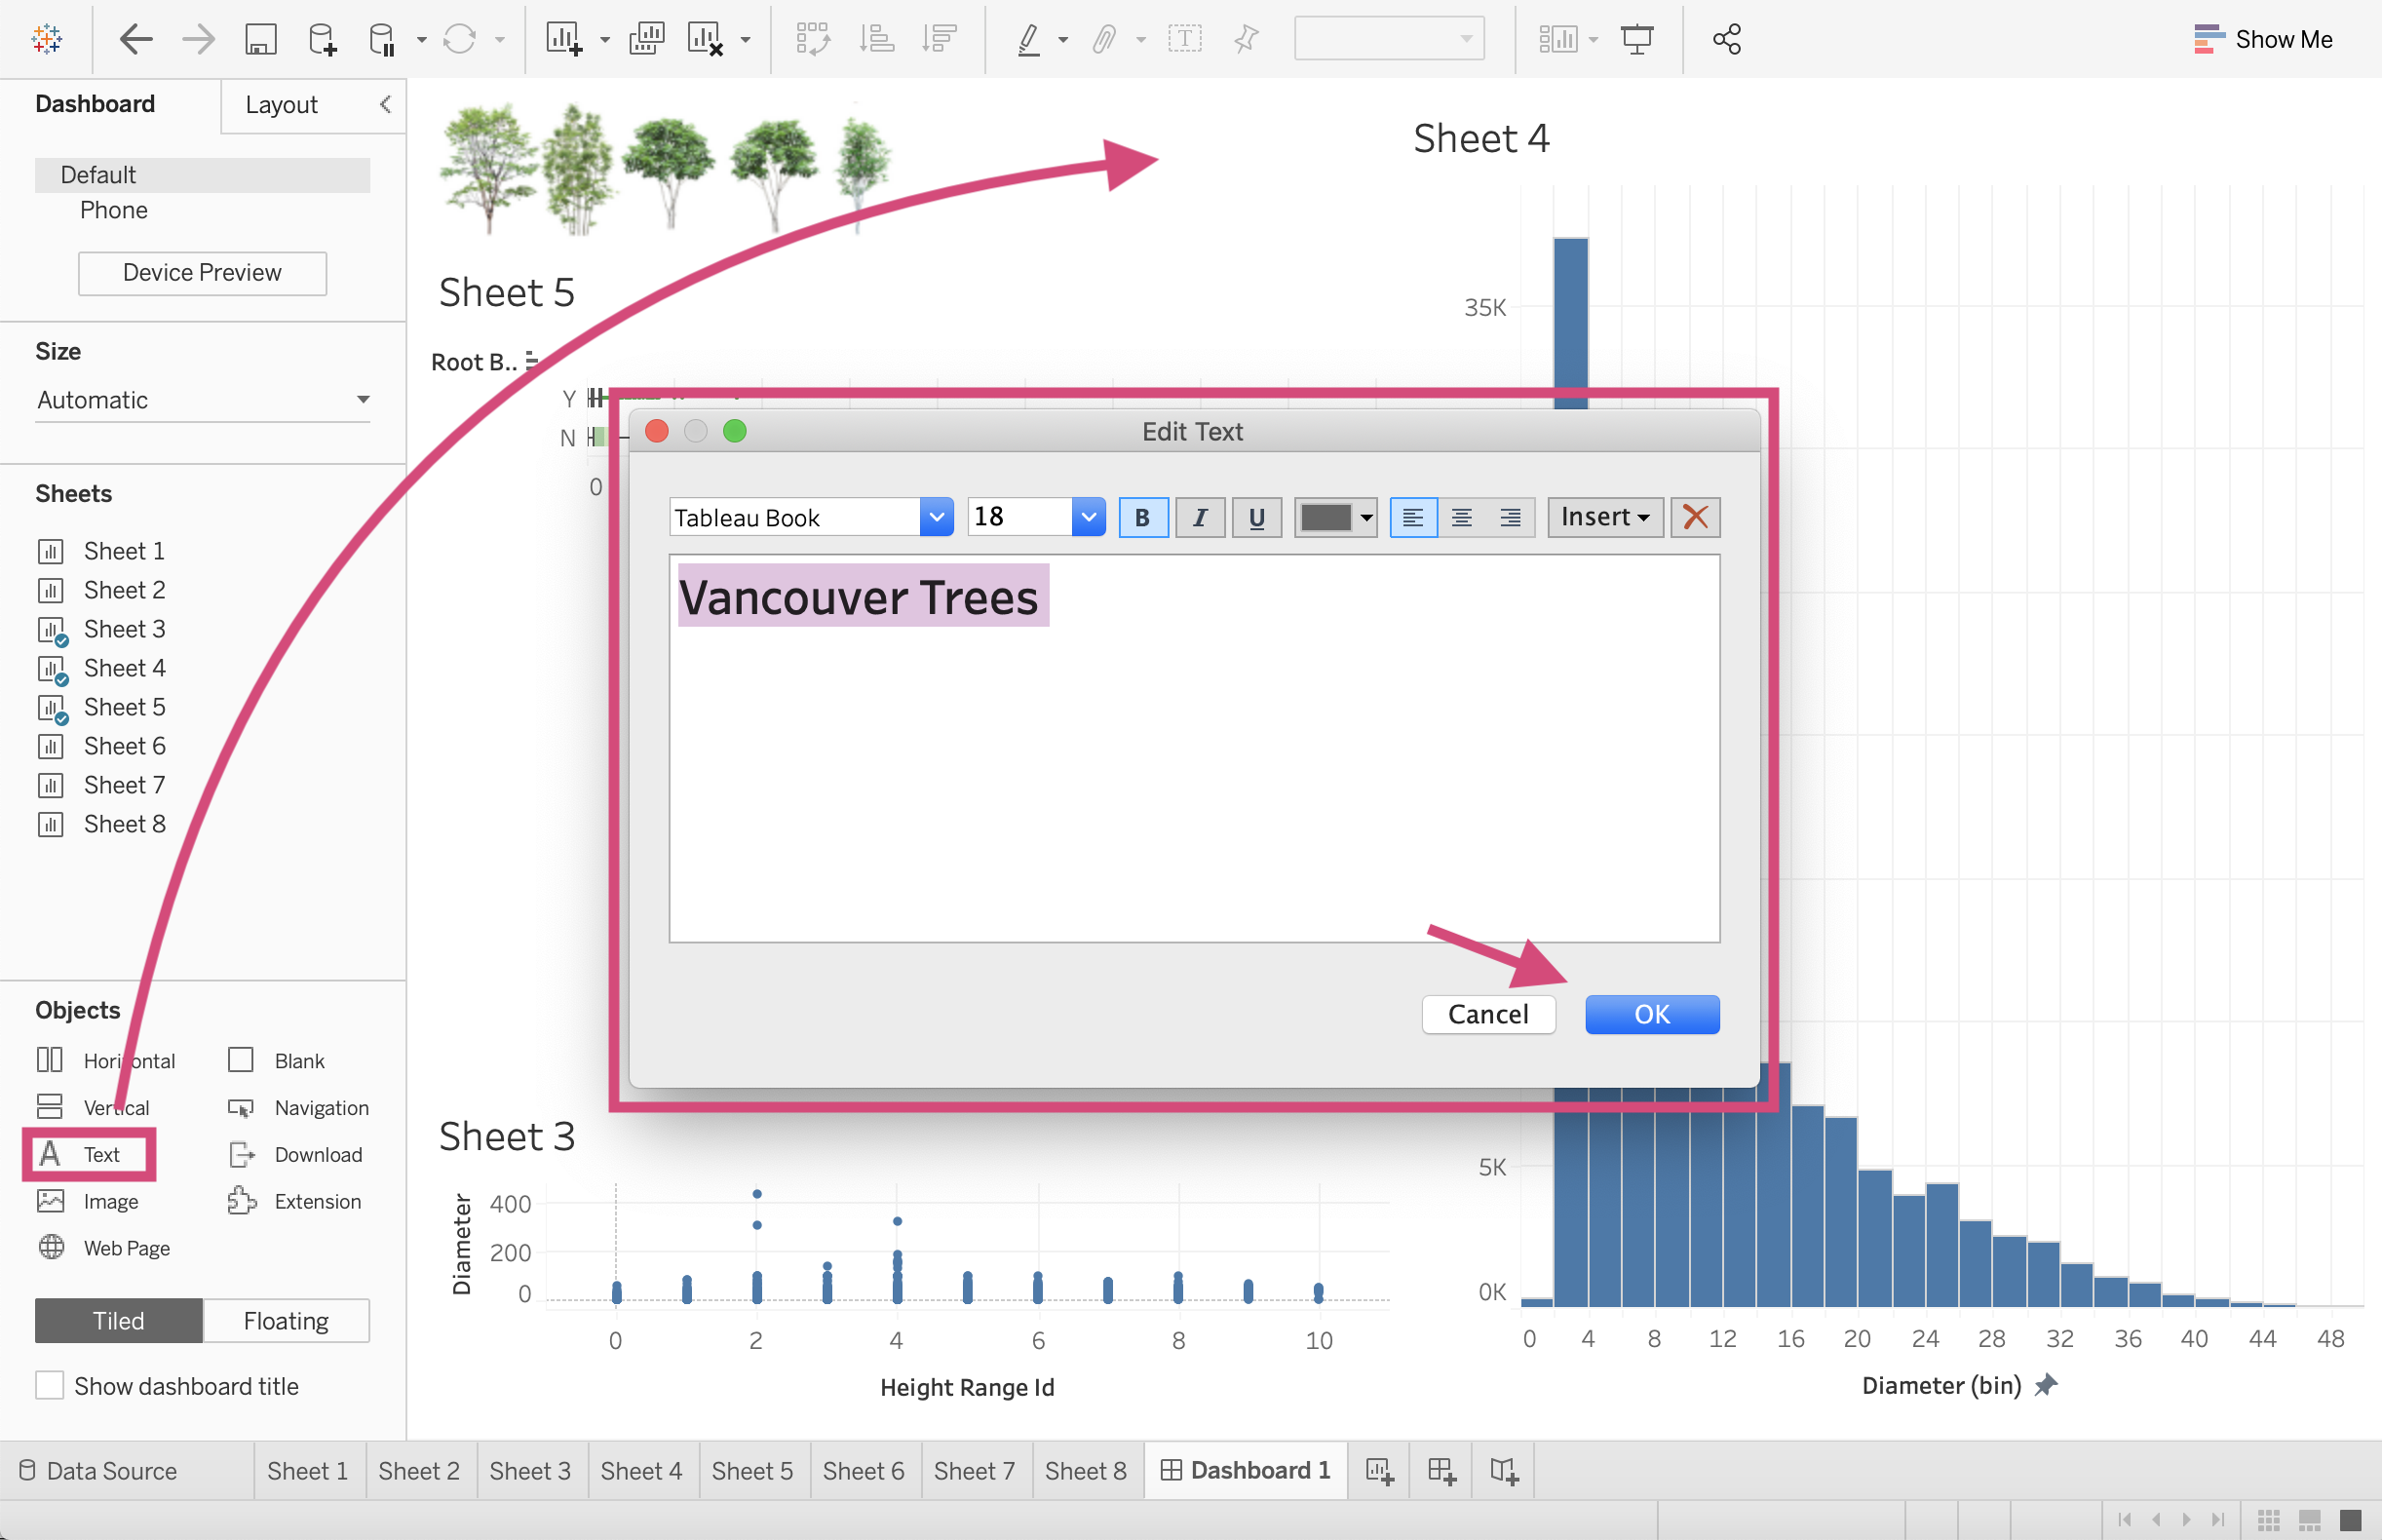 Show Me
Dashboard
Layout
Default
Phone
Device Preview
Size
Automatic
Sheets
Sheet 1
Sheet 2
Sheet 3
Sheet 4
Sheet 5
Sheet 6
Sheet 7
Sheet 8
Objects
Horizontal
Blank
Vertical
Navigation
Text
Download
Image
Extension
Web Page
Tiled
Floating
Show dashboard title
Sheet 5
Root B..
Y
N
0
Edit Text
Tableau Book
18
B
I
U
Insert
Vancouver Trees
Cancel
OK
Sheet 3
Diameter
400
200
0
0 2 4 6 8 10
Height Range Id
Sheet 4
35K
5K
0K
0 4 8 12 16 20 24 28 32 36 40 44 48
Diameter (bin)
Data Source
Sheet 1
Sheet 2
Sheet 3
Sheet 4
Sheet 5
Sheet 6
Sheet 7
Sheet 8
Dashboard 1